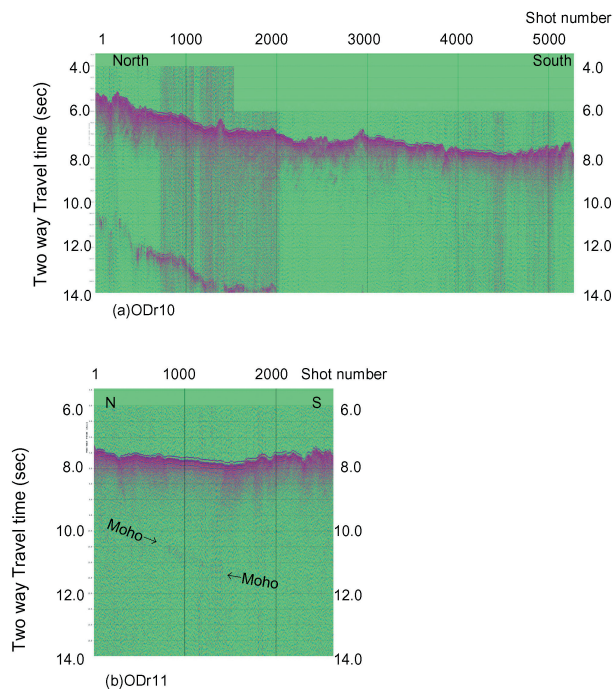 Shot number
1 1000 2000 3000 4000 5000
North South
4.0 4.0
6.0 6.0
8.0 8.0
10.0 10.0
12.0 12.0
14.0 14.0
Two way Travel time (sec)
(a)ODr10
1 1000 2000 Shot number
N S
6.0 6.0
8.0 8.0
10.0 10.0
12.0 12.0
14.0 14.0
Two way Travel time (sec)
Moho→
←Moho
(b)ODr11